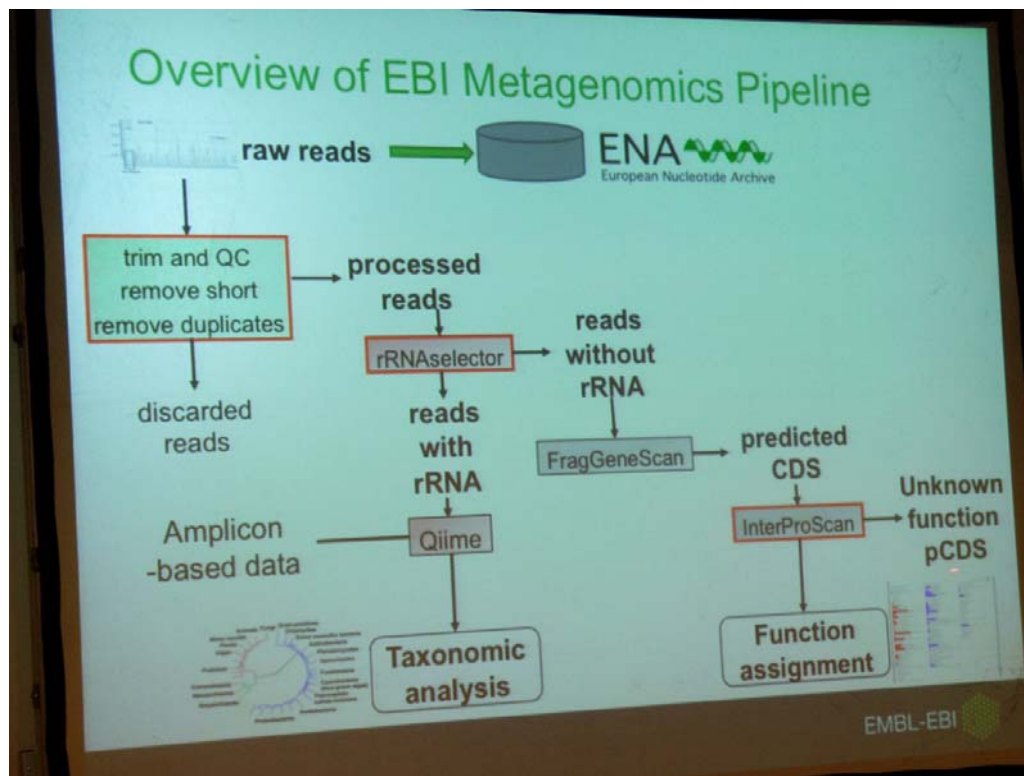 Overview of EBI Metagenomics Pipeline
raw reads
ENA
European Nucleotide Archive
trim and QC
remove short
remove duplicates
processed
reads
discarded
reads
rRNAselector
reads
without
rRNA
reads
with
rRNA
FragGeneScan
predicted
CDS
Amplicon
-based data
Qiime
InterProScan
Unknown
function
pCDS
Taxonomic
analysis
Function
assignment
EMBL-EBI